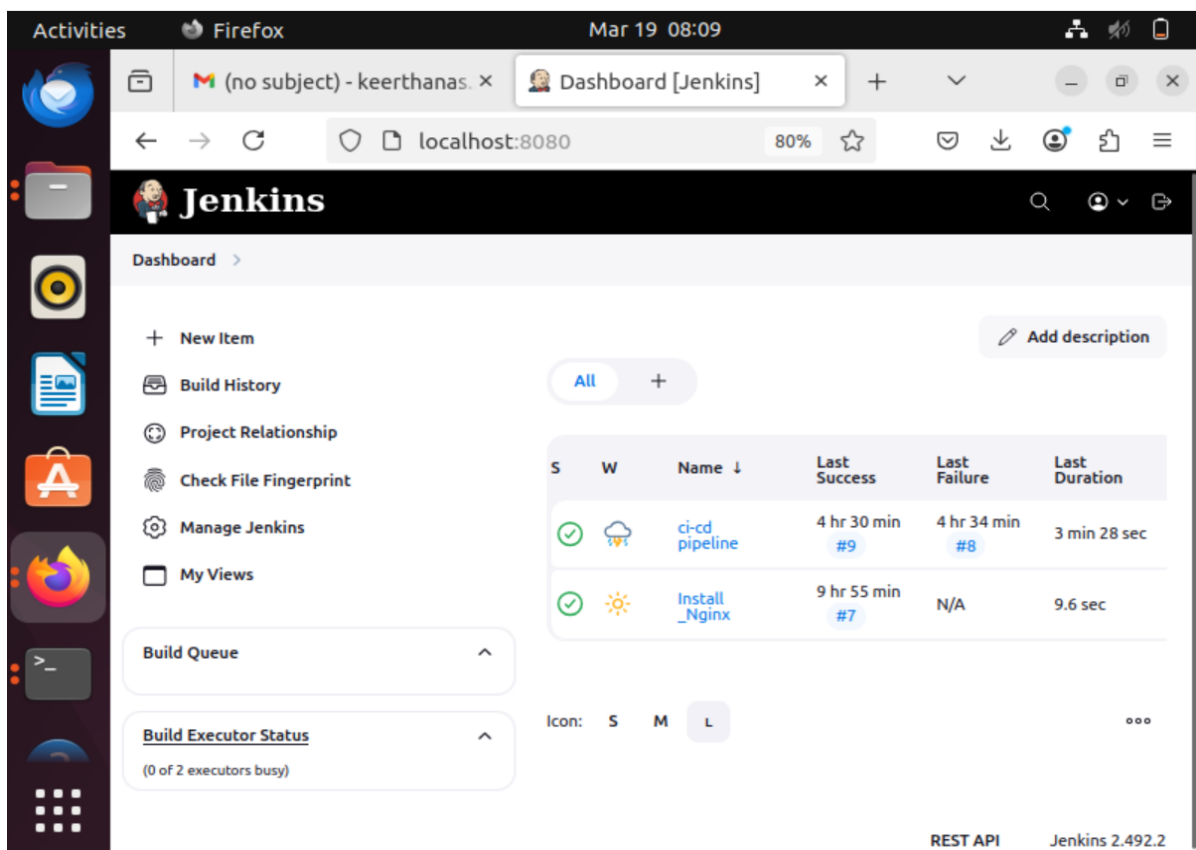 Activities Firefox Mar 19 08:09
(no subject) - keerthanas. Dashboard [Jenkins]
localhost:8080 80%
Jenkins
Dashboard
New Item
Build History
Project Relationship
Check File Fingerprint
Manage Jenkins
My Views
Build Queue
Build Executor Status
(0 of 2 executors busy)
Add description
All +
S W Name ↓ Last Success Last Failure Last Duration
ci-cd pipeline 4 hr 30 min #9 4 hr 34 min #8 3 min 28 sec
Install _Nginx 9 hr 55 min #7 N/A 9.6 sec
Icon: S M L
REST API Jenkins 2.492.2